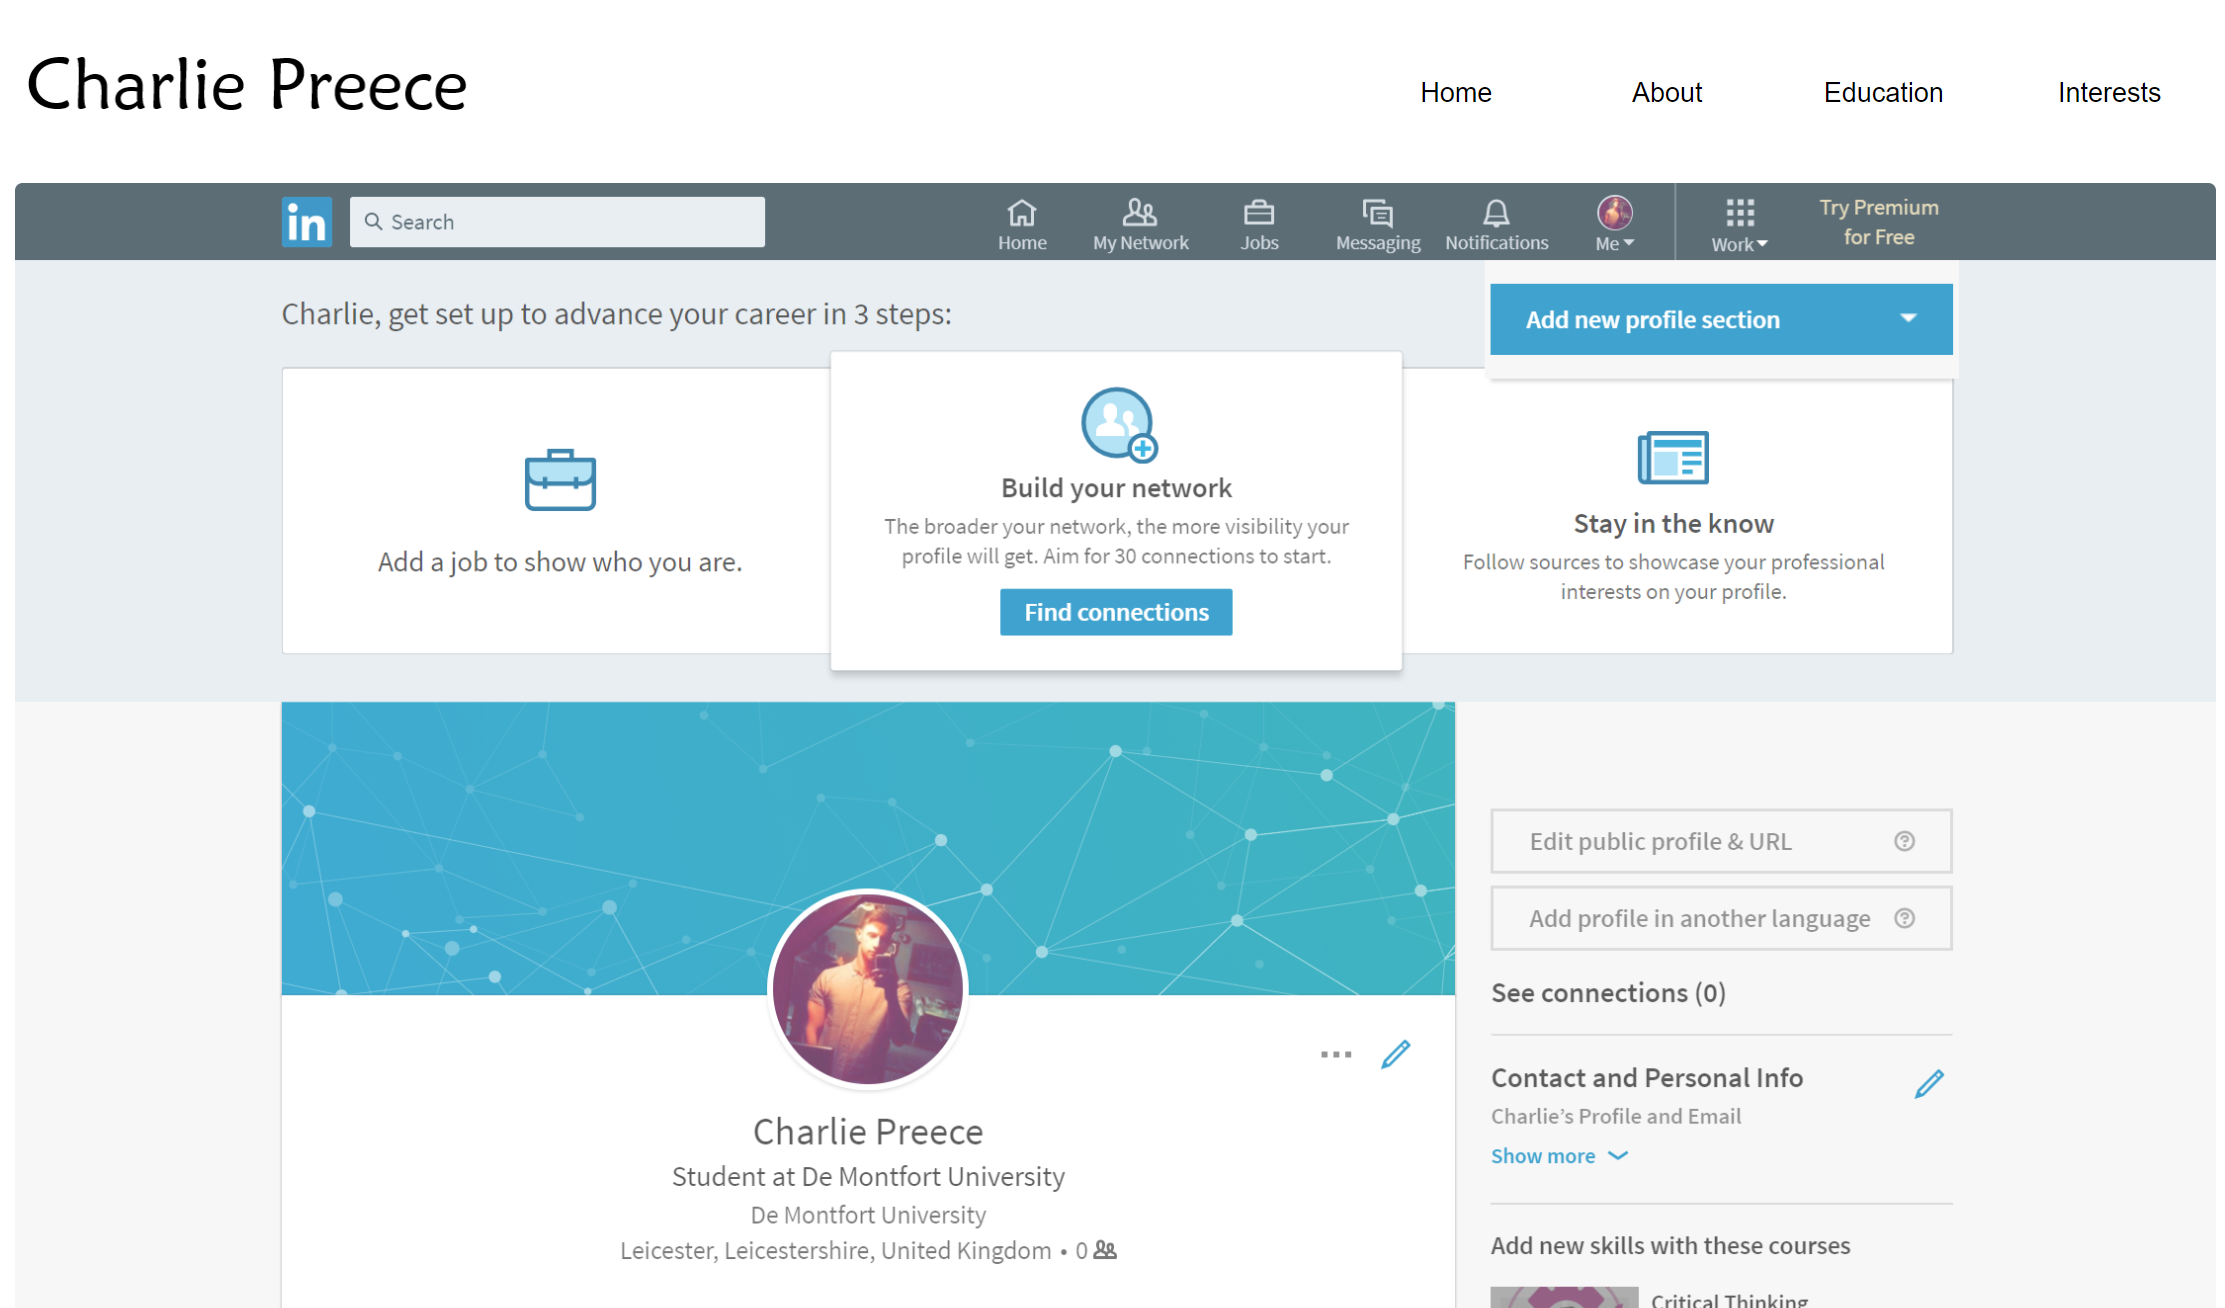 Charlie Preece
Home
About
Education
Interests
in
Search
Home
My Network
Jobs
Messaging
Notifications
Me
Work
Try Premium
for Free
Charlie, get set up to advance your career in 3 steps:
Add new profile section
Add a job to show who you are.
Build your network
The broader your network, the more visibility your
profile will get. Aim for 30 connections to start.
Find connections
Stay in the know
Follow sources to showcase your professional
interests on your profile.
Edit public profile & URL
Add profile in another language
See connections (0)
Contact and Personal Info
Charlie's Profile and Email
Show more
Add new skills with these courses
Critical Thinking
Charlie Preece
Student at De Montfort University
De Montfort University
Leicester, Leicestershire, United Kingdom • 0